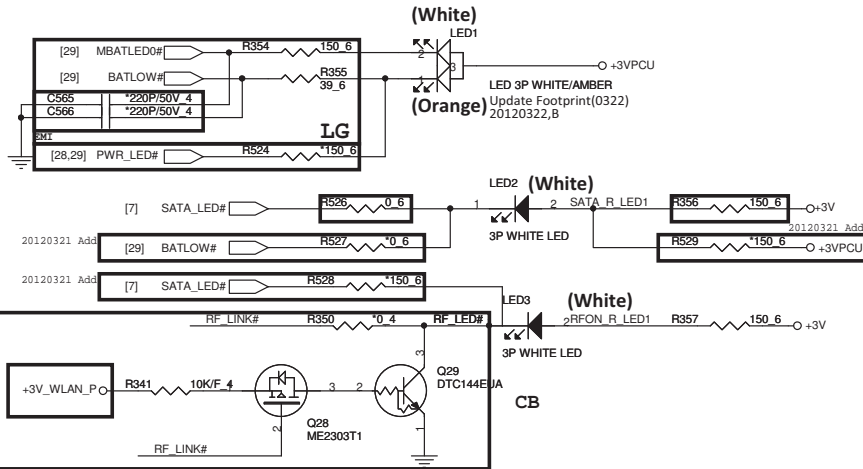 (White)
LED1
[29] MBATLED0# R354 150_6 2
3 +3VPCU
[29] BATLOW# R355 1
39_6
LED 3P WHITE/AMBER
C565 *220P/50V_4
C566 *220P/50V_4
(Orange) Update Footprint(0322)
20120322,B
EMI
LG
[28,29] PWR_LED# R524 *150_6
LED2 (White)
[7] SATA_LED# R526 0_6 1 2 SATA_R_LED1 R356 150_6 +3V
3P WHITE LED
20120321 Add
20120321 Add [29] BATLOW# R527 *0_6 R529 *150_6 +3VPCU
20120321 Add [7] SATA_LED# R528 *150_6
LED3 (White)
RF_LINK# R350 *0_4 RF_LED# 2 RFON_R_LED1 R357 150_6 +3V
3P WHITE LED
3
Q29
DTC144EUA
+3V_WLAN_P R341 10K/F_4 1 3 2
CB
Q28
ME2303T1
2
1
RF_LINK#